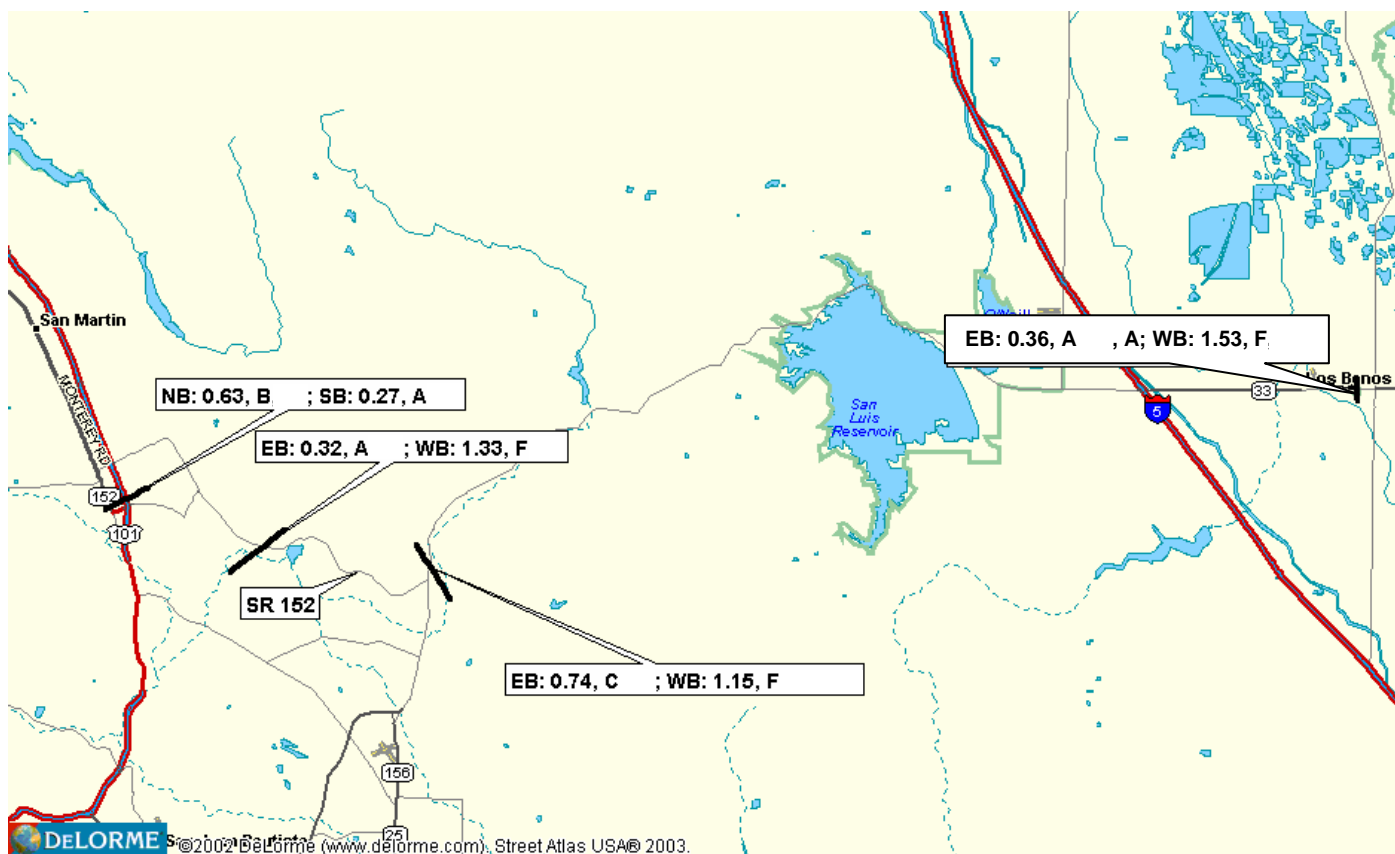 San Martin
MONTEREY RD
NB: 0.63, B ; SB: 0.27, A
EB: 0.32, A ; WB: 1.33, F
EB: 0.36, A , A; WB: 1.53, F
33
5
San
Luis
Reservoir
152
101
SR 152
EB: 0.74, C ; WB: 1.15, F
156
25
DELORME
©2002 DeLorme (www.delorme.com). Street Atlas USA® 2003.